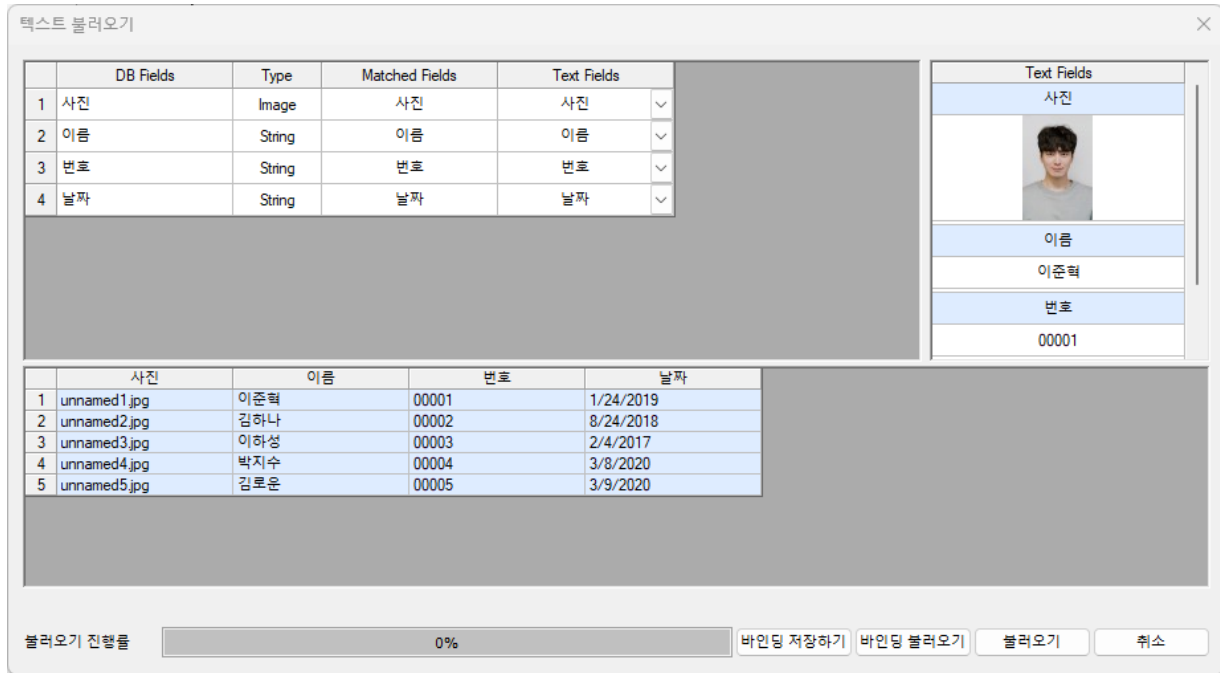 텍스트 불러오기
DB Fields Type Matched Fields Text Fields
1 사진 Image 사진 사진
2 이름 String 이름 이름
3 번호 String 번호 번호
4 날짜 String 날짜 날짜
Text Fields
사진
이름
이준혁
번호
00001
사진 이름 번호 날짜
1 unnamed1.jpg 이준혁 00001 1/24/2019
2 unnamed2.jpg 김하나 00002 8/24/2018
3 unnamed3.jpg 이하성 00003 2/4/2017
4 unnamed4.jpg 박지수 00004 3/8/2020
5 unnamed5.jpg 김로운 00005 3/9/2020
불러오기 진행률 0% 바인딩 저장하기 바인딩 불러오기 불러오기 취소